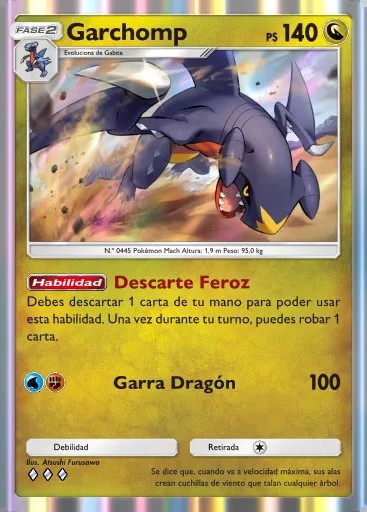 FASE 2
Garchomp
PS 140
Evoluciona de Gabite
N.º 0445 Pokémon Mach Altura: 1,9 m Peso: 95,0 kg
Habilidad Descarte Feroz
Debes descartar 1 carta de tu mano para poder usar
esta habilidad. Una vez durante tu turno, puedes robar 1
carta.
Garra Dragón 100
Debilidad
Retirada
Ilus. Atsushi Furusawa
Se dice que, cuando va a velocidad máxima, sus alas
crean cuchillas de viento que talan cualquier árbol.